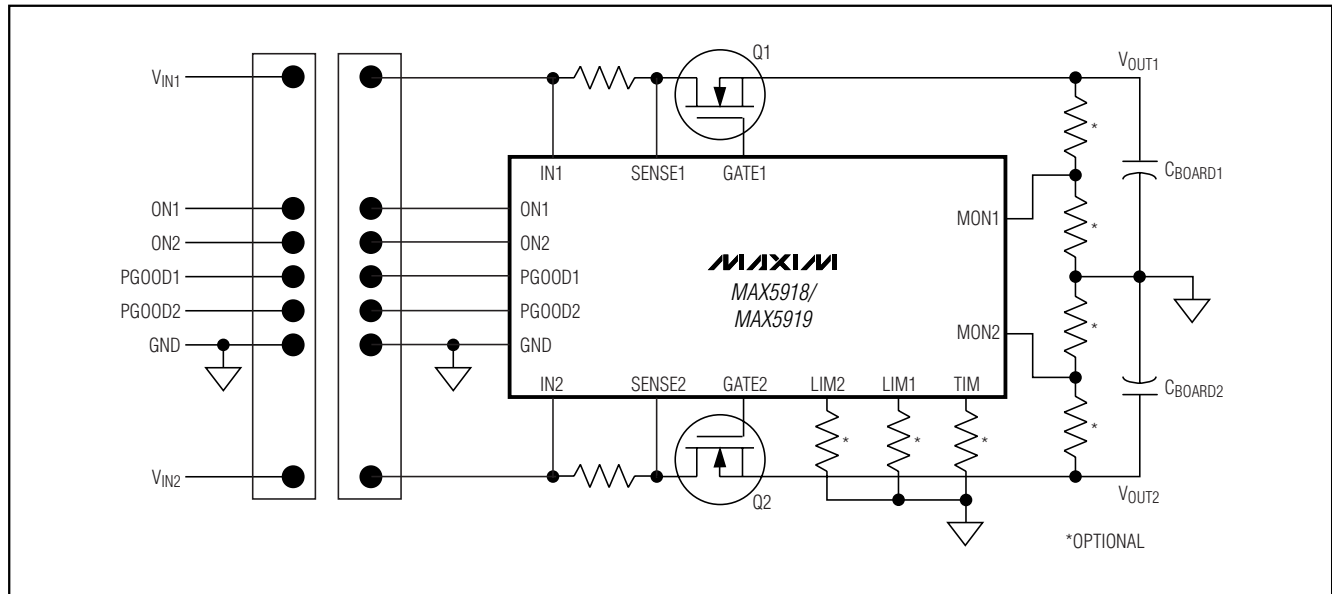 Q1
VIN1
VOUT1
*
IN1
SENSE1
GATE1
CBOARD1
ON1
ON1
MON1
*
ON2
ON2
MAXIM
PGOOD1
PGOOD1
MAX5918/
PGOOD2
PGOOD2
MAX5919
*
GND
GND
MON2
IN2
SENSE2
GATE2
LIM2
LIM1
TIM
CBOARD2
*
*
*
*
VIN2
Q2
VOUT2
*OPTIONAL